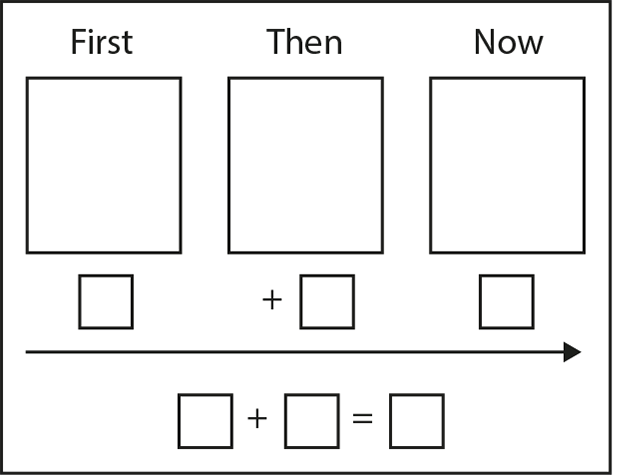 First Then Now
+
+ =